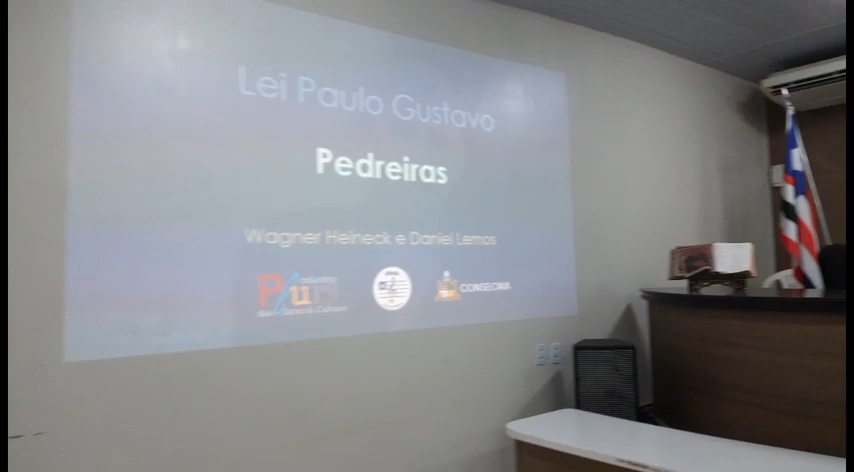 Lei Paulo Gustavo
Pedreiras
Wagner Heineck e Daniel Lemos
CONSECMA